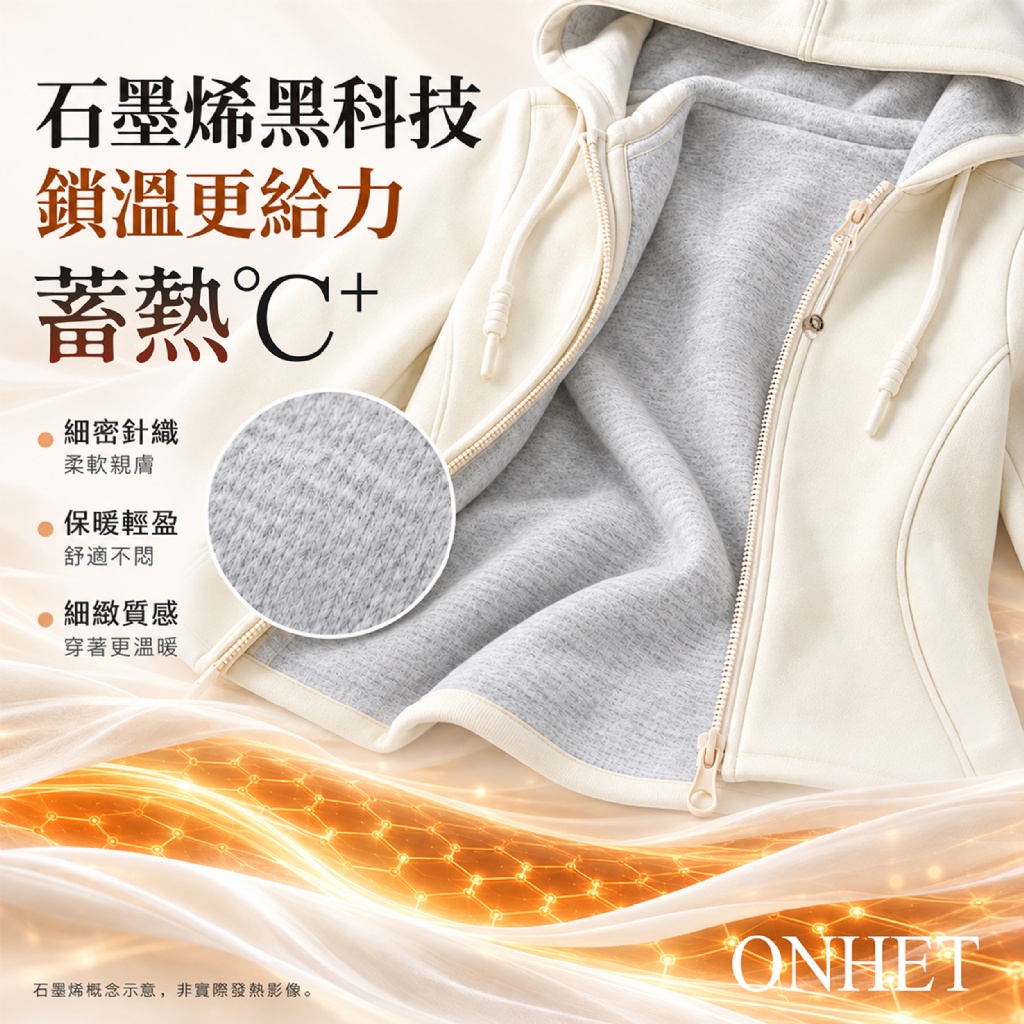 石墨烯黑科技
鎖溫更給力
蓄熱℃+
細密針織
柔軟親膚
保暖輕盈
舒適不悶
細緻質感
穿著更溫暖
ONHET
石墨烯概念示意，非實際發熱影像。